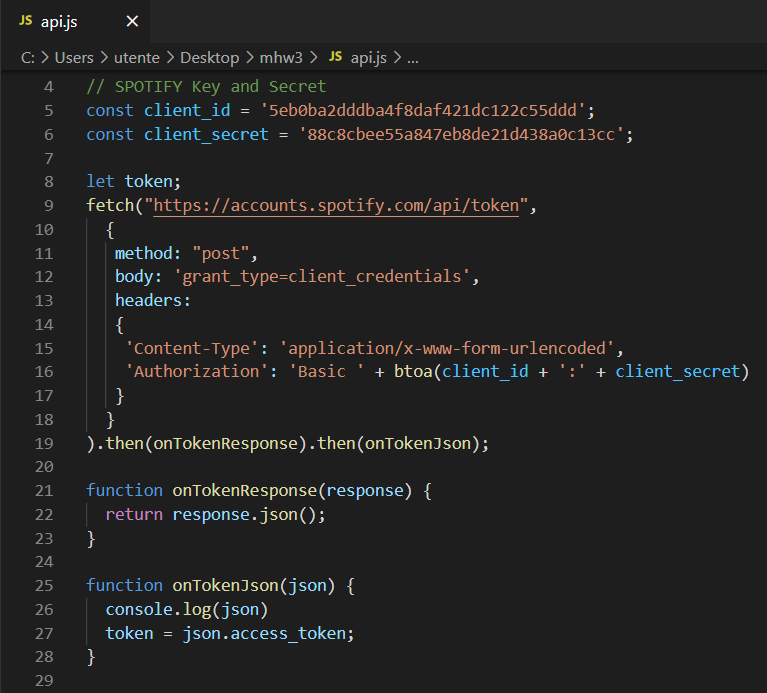 JS api.js ×
C: > Users > utente > Desktop > mhw3 > JS api.js > ...
4 // SPOTIFY Key and Secret
5 const client_id = '5eb0ba2dddba4f8daf421dc122c55ddd';
6 const client_secret = '88c8cbee55a847eb8de21d438a0c13cc';
7
8 let token;
9 fetch("https://accounts.spotify.com/api/token",
10 {
11 method: "post",
12 body: 'grant_type=client_credentials',
13 headers:
14 {
15 'Content-Type': 'application/x-www-form-urlencoded',
16 'Authorization': 'Basic ' + btoa(client_id + ':' + client_secret)
17 }
18 }
19 ).then(onTokenResponse).then(onTokenJson);
20
21 function onTokenResponse(response) {
22 return response.json();
23 }
24
25 function onTokenJson(json) {
26 console.log(json)
27 token = json.access_token;
28 }
29